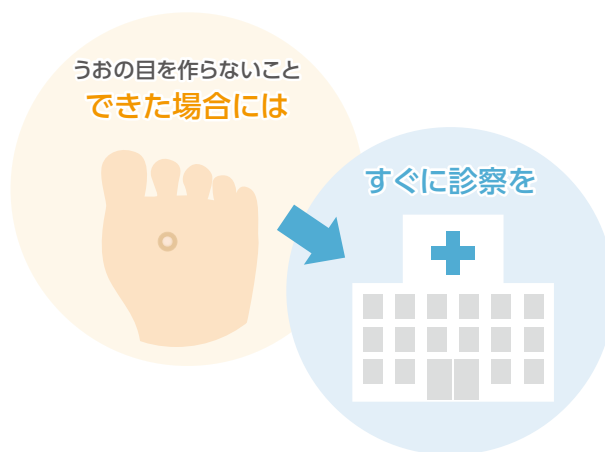 うおの目を作らないこと
できた場合には
すぐに診察を